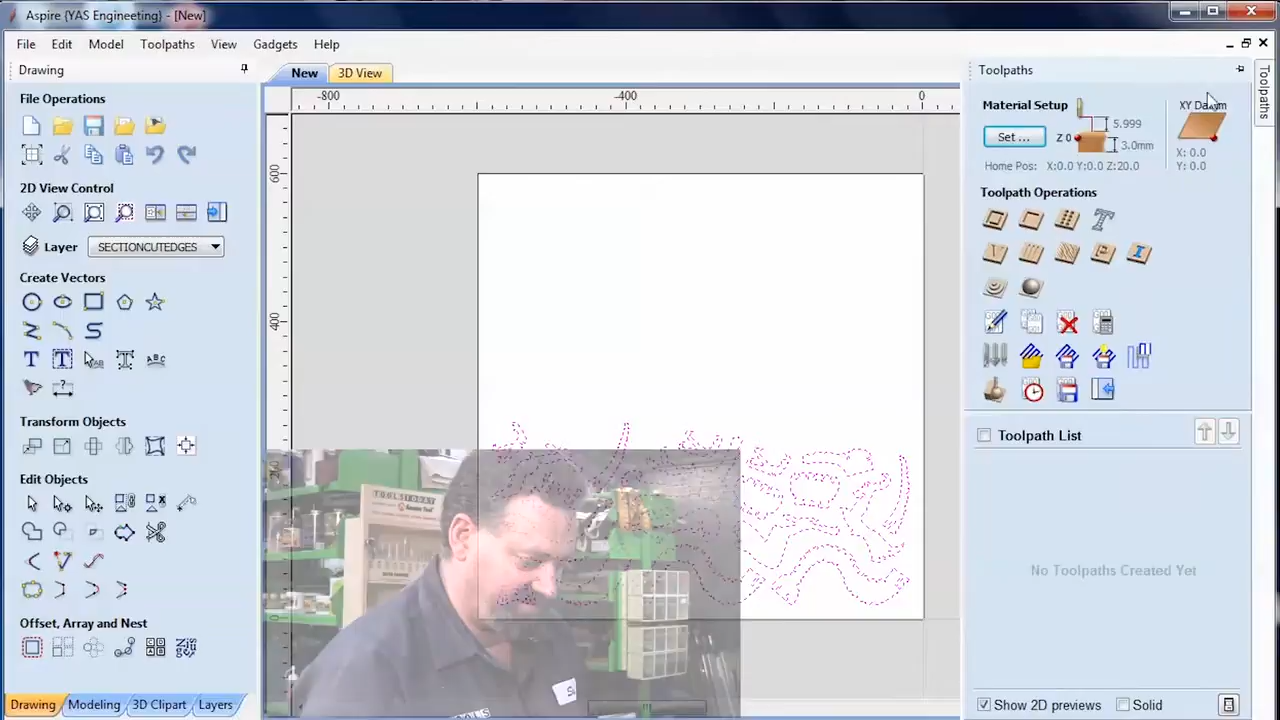 Aspire {YAS Engineering} - [New]
File Edit Model Toolpaths View Gadgets Help
Drawing
File Operations
2D View Control
Layer SECTIONCUTEDGES
Create Vectors
Transform Objects
Edit Objects
Offset, Array and Nest
Drawing Modeling 3D Clipart Layers
New 3D View
-800 -400 0
600
400
TOOLSTODAY
Toolpaths
Material Setup
Set ...
Z 0
5.999
3.0mm
X: 0.0
Y: 0.0
Home Pos: X:0.0 Y:0.0 Z:20.0
Toolpath Operations
Toolpath List
No Toolpaths Created Yet
Show 2D previews Solid
Toolpaths